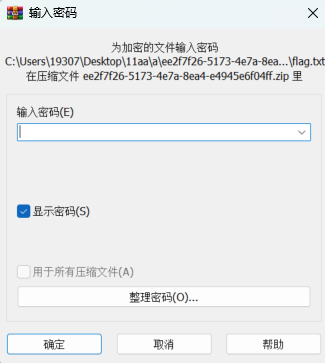 输入密码
为加密的文件输入密码
C:\Users\19307\Desktop\11aa\a\ee2f7f26-5173-4e7a-8ea...\flag.txt
在压缩文件 ee2f7f26-5173-4e7a-8ea4-e4945e6f04ff.zip 里
输入密码(E)
显示密码(S)
用于所有压缩文件(A)
整理密码(O)...
确定
取消
帮助